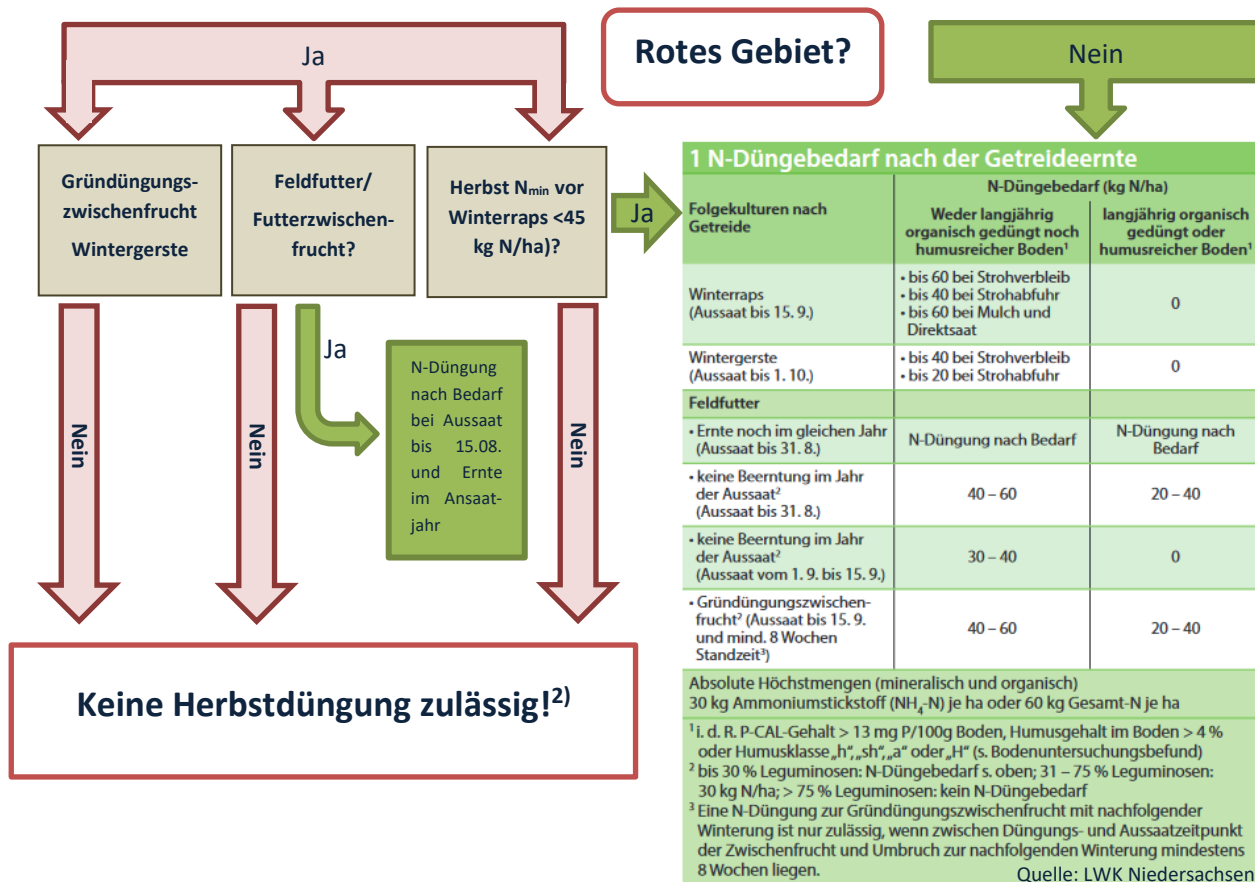 Rotes Gebiet?
Ja
Nein
Gründüngungs-
zwischenfrucht
Wintergerste
Feldfutter/
Futterzwischen-
frucht?
Herbst Nmin vor
Winterraps <45
kg N/ha)?
Ja
Nein
Nein
Ja
N-Düngung
nach Bedarf
bei Aussaat
bis 15.08.
und Ernte
im Ansaat-
jahr
Nein
Keine Herbstdüngung zulässig!2)
1 N-Düngebedarf nach der Getreideernte
Folgekulturen nach
Getreide
N-Düngebedarf (kg N/ha)
Weder langjährig
organisch gedüngt noch
humusreicher Boden¹
langjährig organisch
gedüngt oder
humusreicher Boden¹
Winterraps
(Aussaat bis 15. 9.)
• bis 60 bei Strohverbleib
• bis 40 bei Strohabfuhr
• bis 60 bei Mulch und
Direktsaat
0
Wintergerste
(Aussaat bis 1. 10.)
• bis 40 bei Strohverbleib
• bis 20 bei Strohabfuhr
0
Feldfutter
• Ernte noch im gleichen Jahr
(Aussaat bis 31. 8.)
N-Düngung nach Bedarf
N-Düngung nach
Bedarf
• keine Beerntung im Jahr
der Aussaat²
(Aussaat bis 31. 8.)
40 – 60
20 – 40
• keine Beerntung im Jahr
der Aussaat²
(Aussaat vom 1. 9. bis 15. 9.)
30 – 40
0
• Gründüngungszwischen-
frucht² (Aussaat bis 15. 9.
und mind. 8 Wochen
Standzeit³)
40 – 60
20 – 40
Absolute Höchstmengen (mineralisch und organisch)
30 kg Ammoniumstickstoff (NH₄-N) je ha oder 60 kg Gesamt-N je ha
¹ i. d. R. P-CAL-Gehalt > 13 mg P/100g Boden, Humusgehalt im Boden > 4 %
oder Humusklasse „h“, „sh“, „a“ oder „H“ (s. Bodenuntersuchungsbefund)
² bis 30 % Leguminosen: N-Düngebedarf s. oben; 31 – 75 % Leguminosen:
30 kg N/ha; > 75 % Leguminosen: kein N-Düngebedarf
³ Eine N-Düngung zur Gründüngungszwischenfrucht mit nachfolgender
Winterung ist nur zulässig, wenn zwischen Düngungs- und Aussaatzeitpunkt
der Zwischenfrucht und Umbruch zur nachfolgenden Winterung mindestens
8 Wochen liegen.
Quelle: LWK Niedersachsen